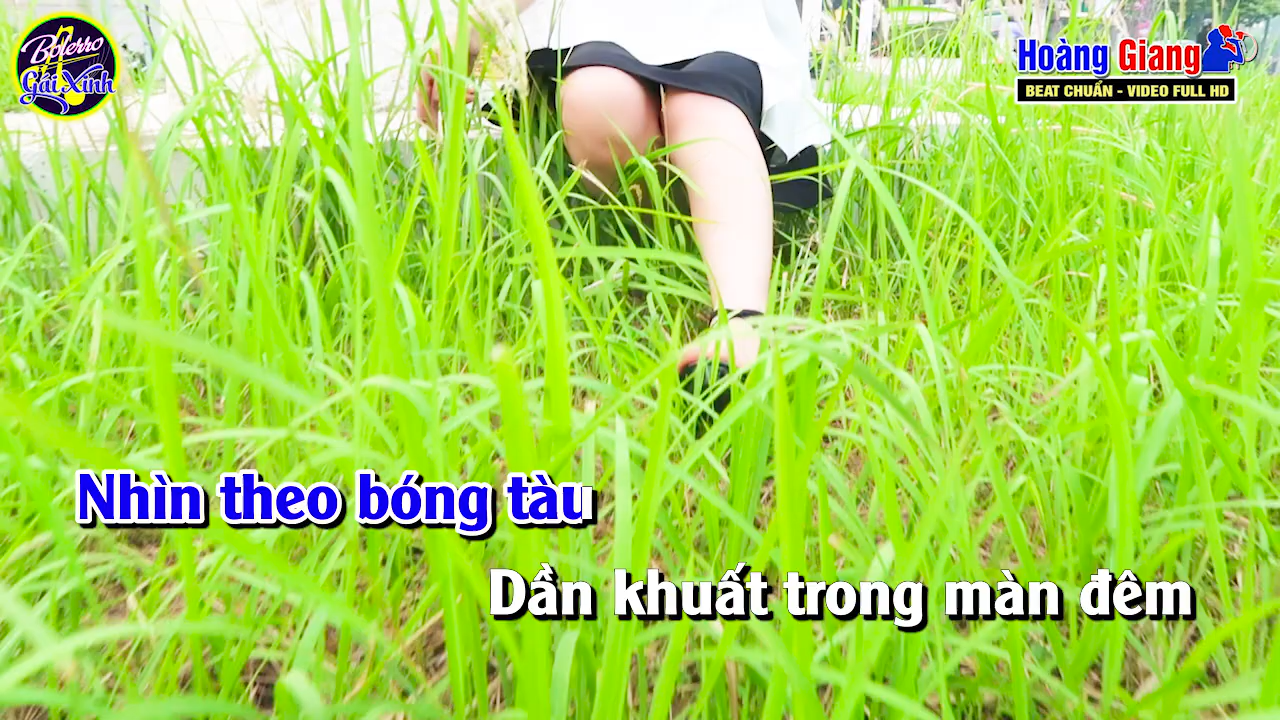 Bolerro
Gái Xinh
Hoàng Giang
BEAT CHUẨN - VIDEO FULL HD
Nhìn theo bóng tàu
Dần khuất trong màn đêm